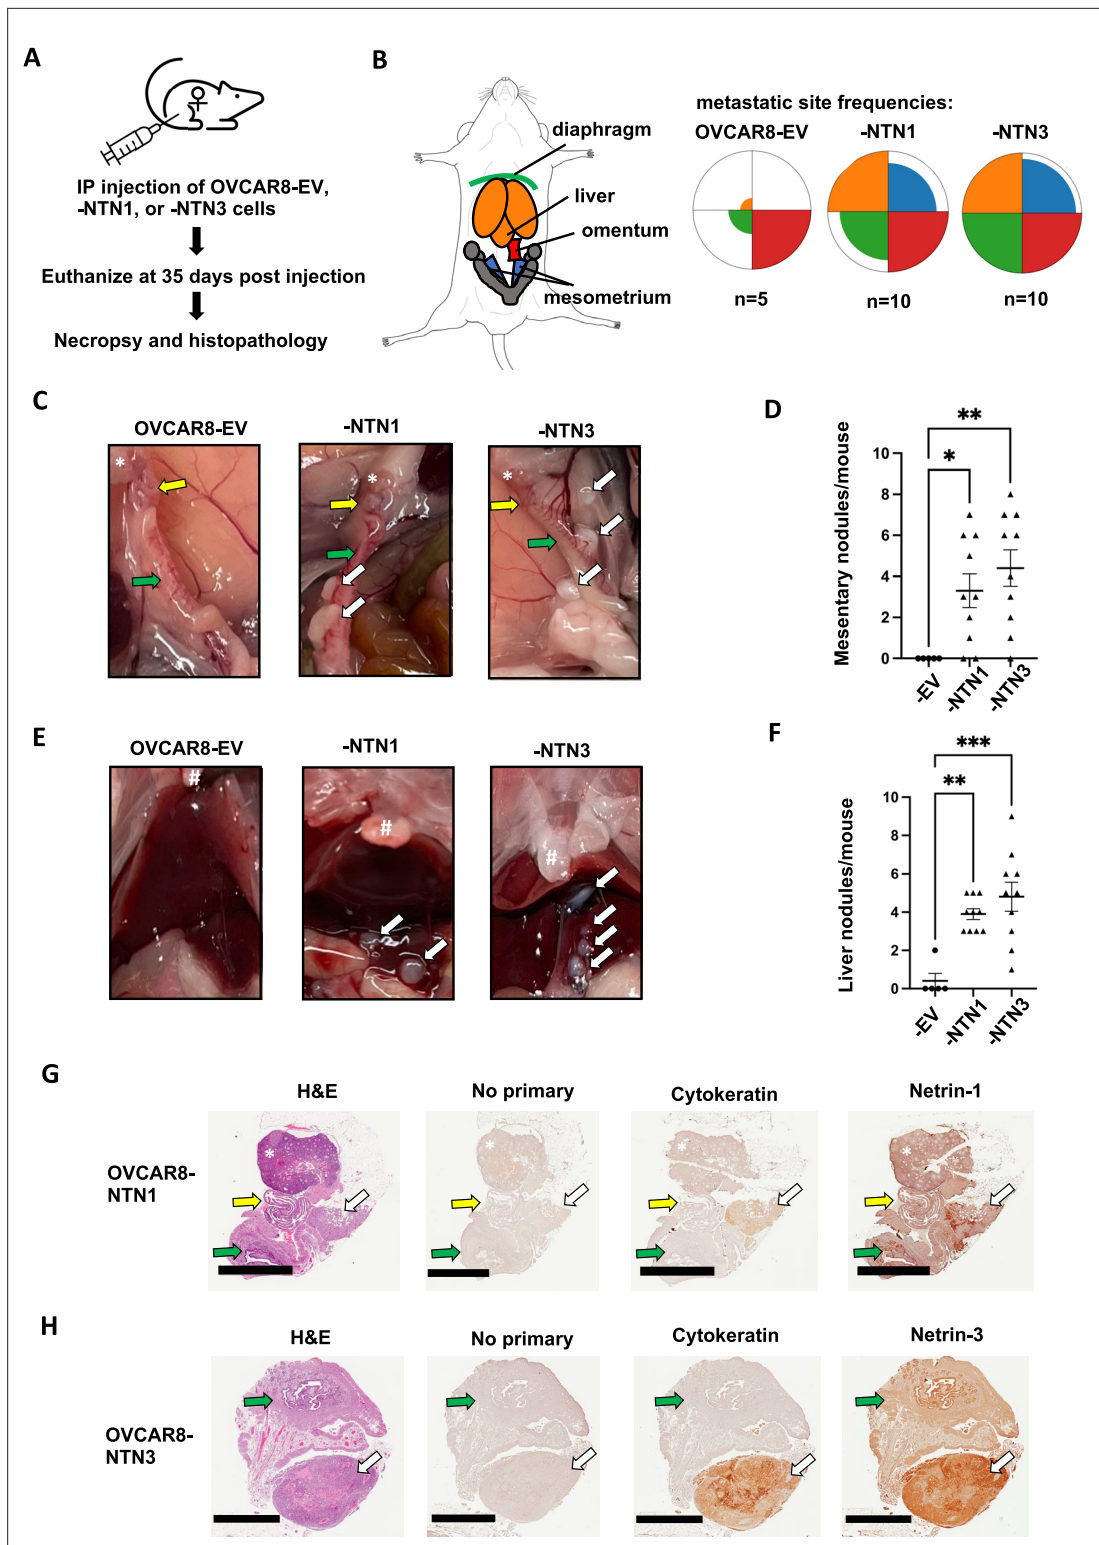 A
IP injection of OVCAR8-EV,
-NTN1, or -NTN3 cells
Euthanize at 35 days post injection
Necropsy and histopathology
B
diaphragm
liver
omentum
mesometrium
metastatic site frequencies:
OVCAR8-EV
-NTN1
-NTN3
n=5
n=10
n=10
C
OVCAR8-EV
-NTN1
-NTN3
*
*
*
D
Mesentary nodules/mouse
**
*
10
8
6
4
2
0
-EV
-NTN1
-NTN3
E
OVCAR8-EV
-NTN1
-NTN3
#
#
#
F
Liver nodules/mouse
***
**
10
8
6
4
2
0
-EV
-NTN1
-NTN3
G
H&E
No primary
Cytokeratin
Netrin-1
OVCAR8-
NTN1
*
*
*
*
H
H&E
No primary
Cytokeratin
Netrin-3
OVCAR8-
NTN3